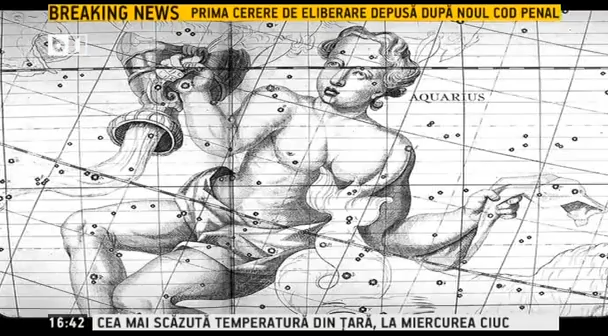 BREAKING NEWS PRIMA CERERE DE ELIBERARE DEPUSĂ DUPĂ NOUL COD PENAL
AQUARIUS
16:42 CEA MAI SCĂZUTĂ TEMPERATURĂ DIN ȚARĂ, LA MIERCUREA CIUC